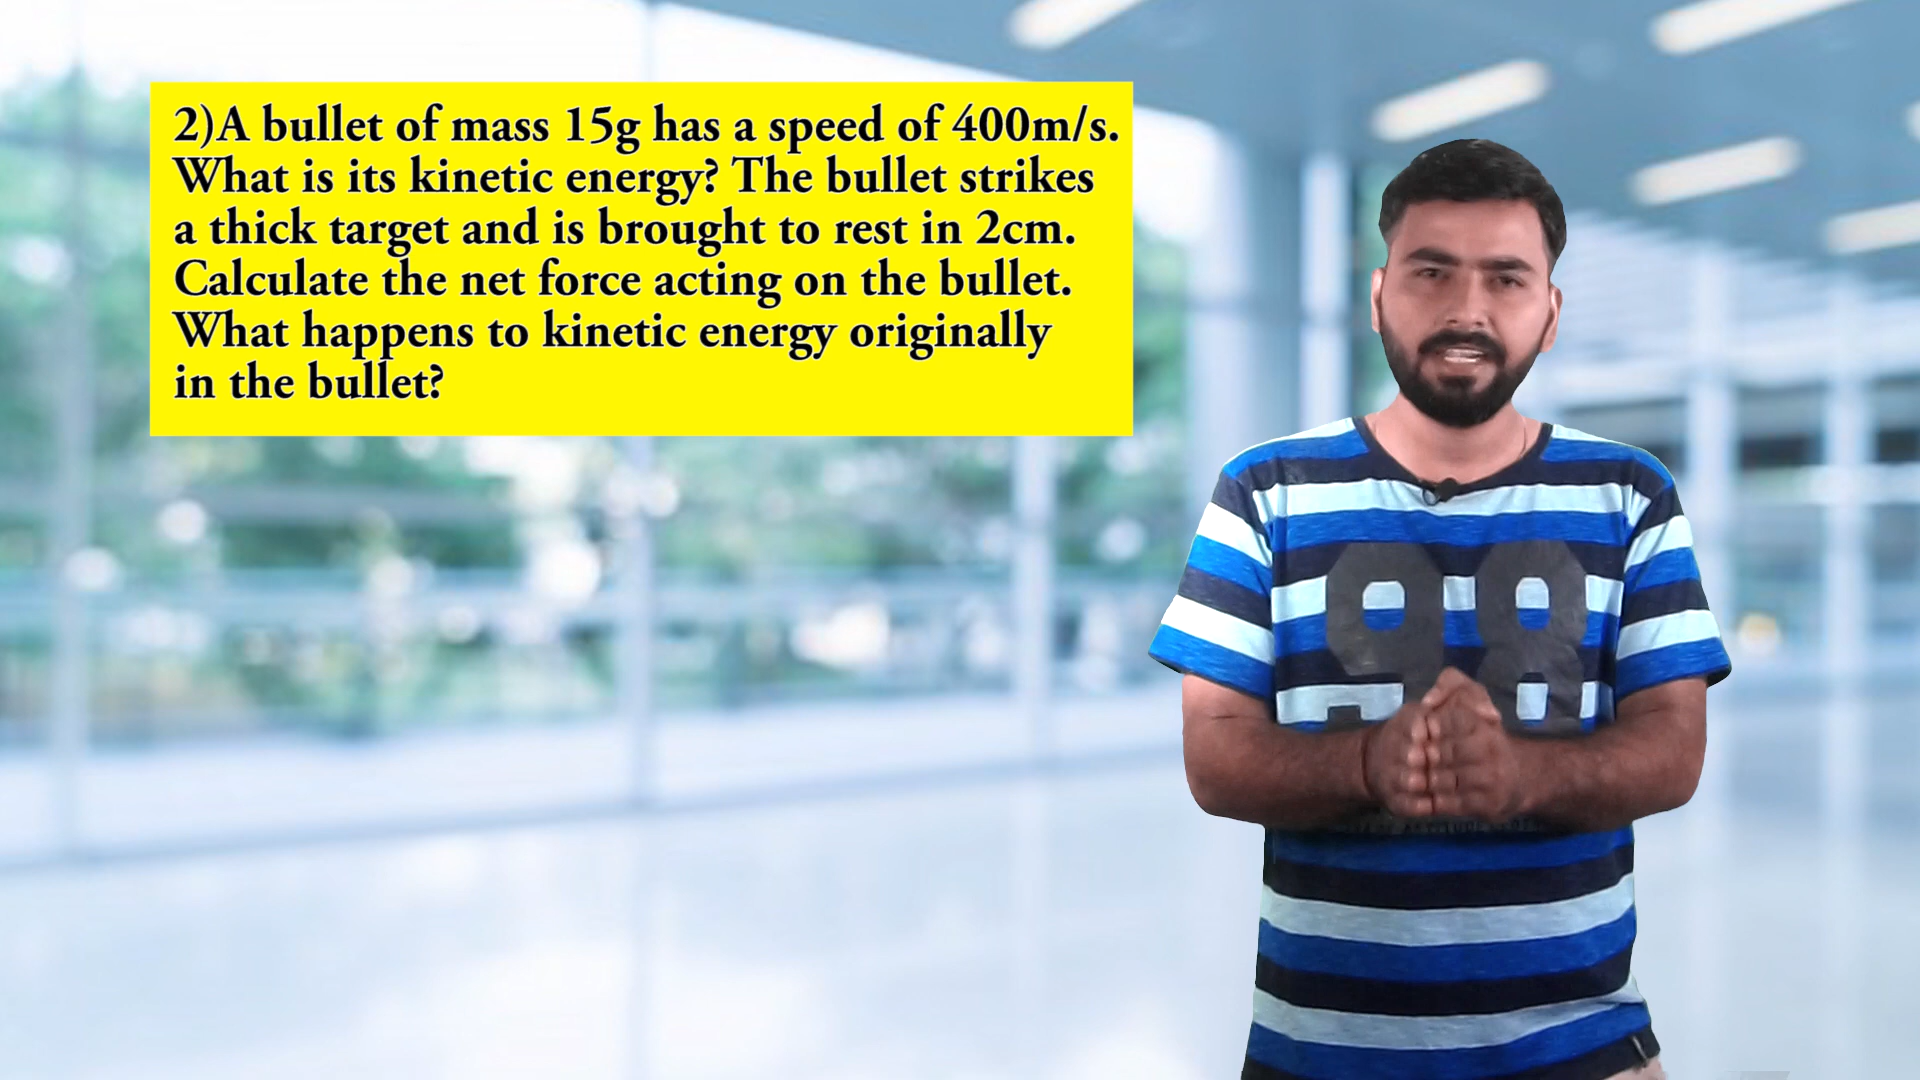 2)A bullet of mass 15g has a speed of 400m/s.
What is its kinetic energy? The bullet strikes
a thick target and is brought to rest in 2cm.
Calculate the net force acting on the bullet.
What happens to kinetic energy originally
in the bullet?
98